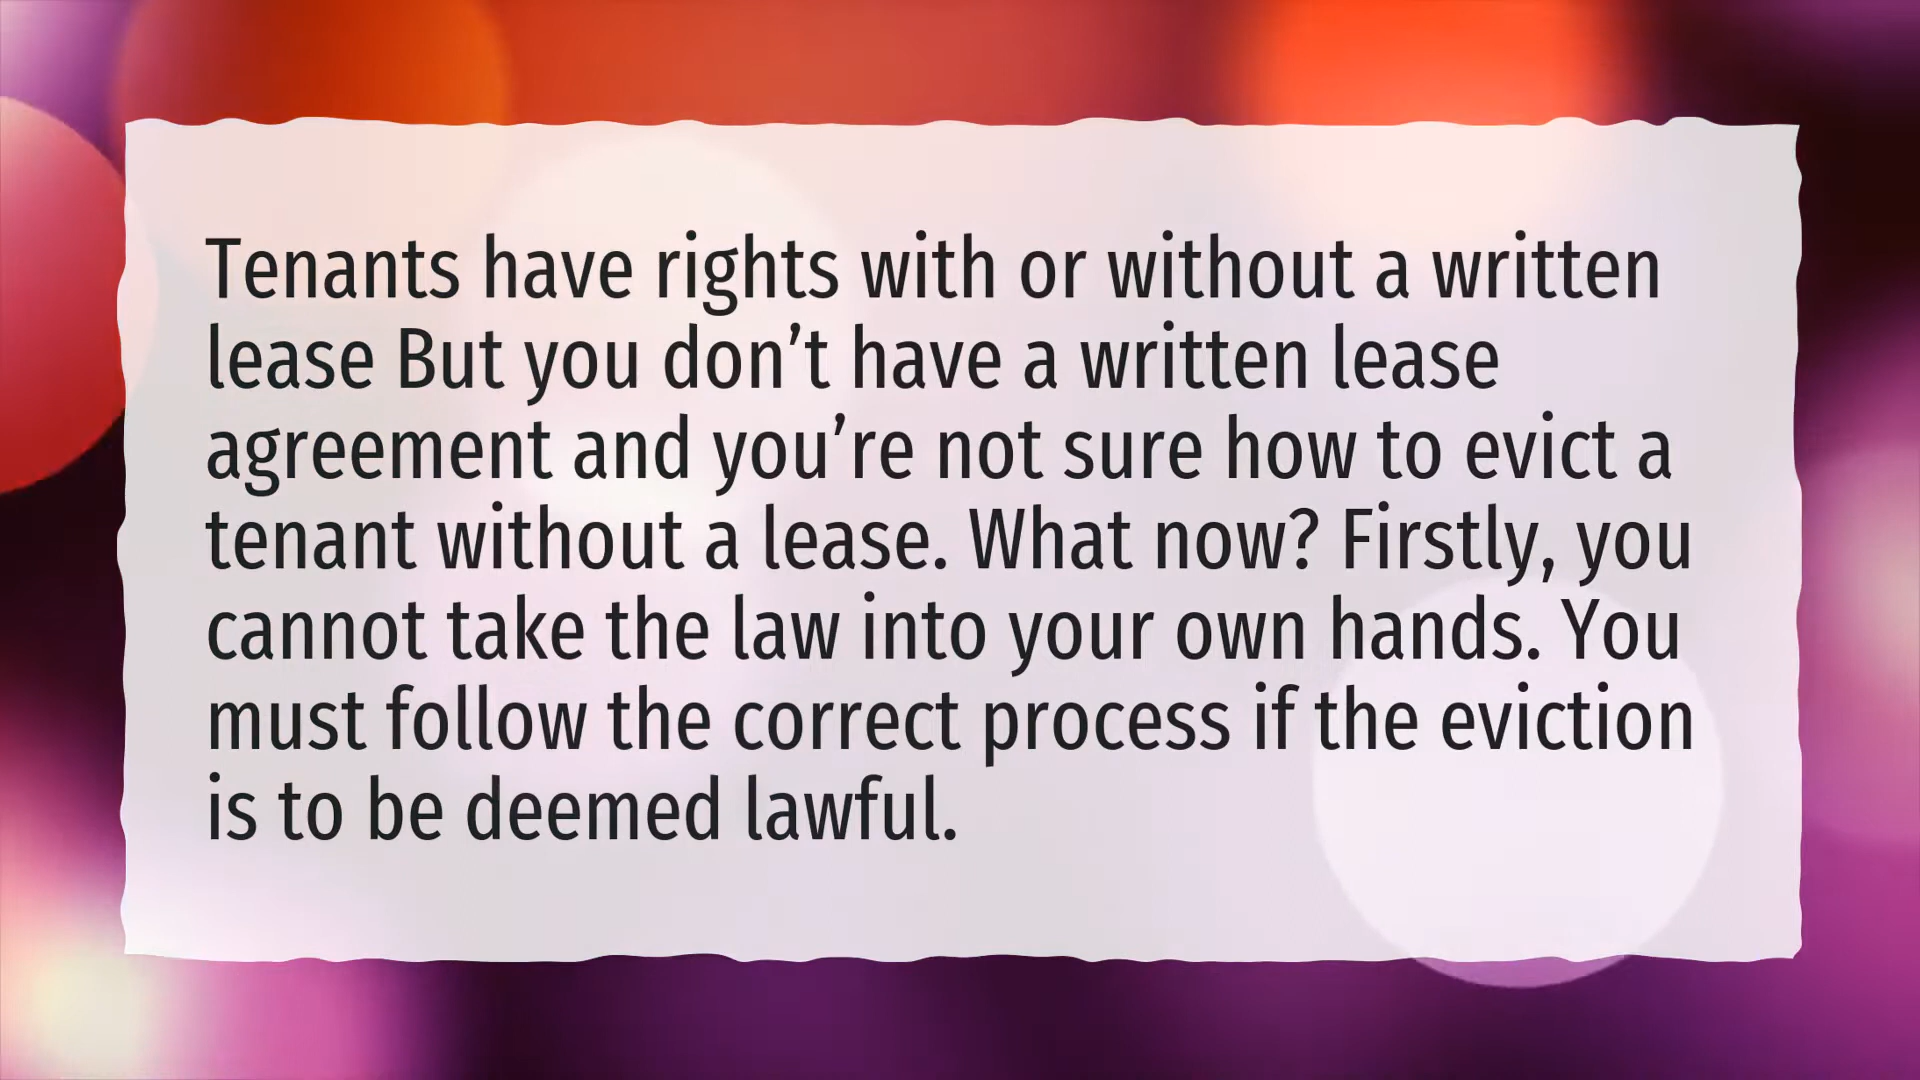 Tenants have rights with or without a written
lease But you don’t have a written lease
agreement and you’re not sure how to evict a
tenant without a lease. What now? Firstly, you
cannot take the law into your own hands. You
must follow the correct process if the eviction
is to be deemed lawful.